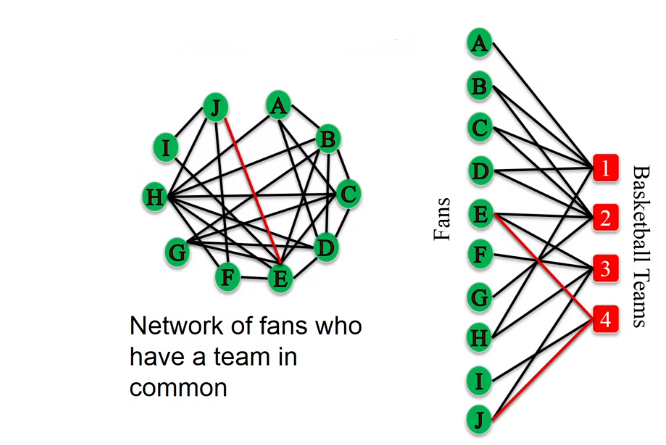 J
A
I
B
H
C
G
D
F
E
Network of fans who
have a team in
common
Fans
A
B
C
D
E
F
G
H
I
J
1
2
3
4
Basketball Teams